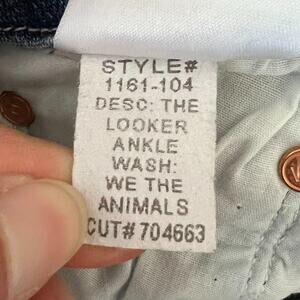 STYLE#
1161-104
DESC: THE
LOOKER
ANKLE
WASH:
WE THE
ANIMALS
CUT# 704663